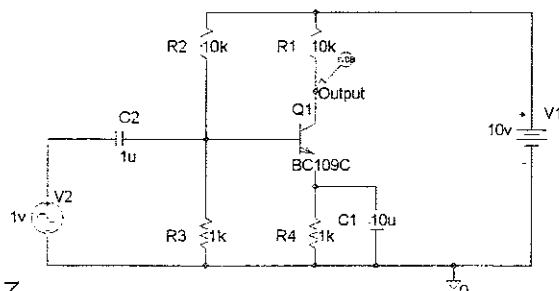 R2 10k
R1 10k
Output
V1
C2
Q1
10v
1u
BC109C
V2
1v
R3 1k
R4 1k
C1 10u
0